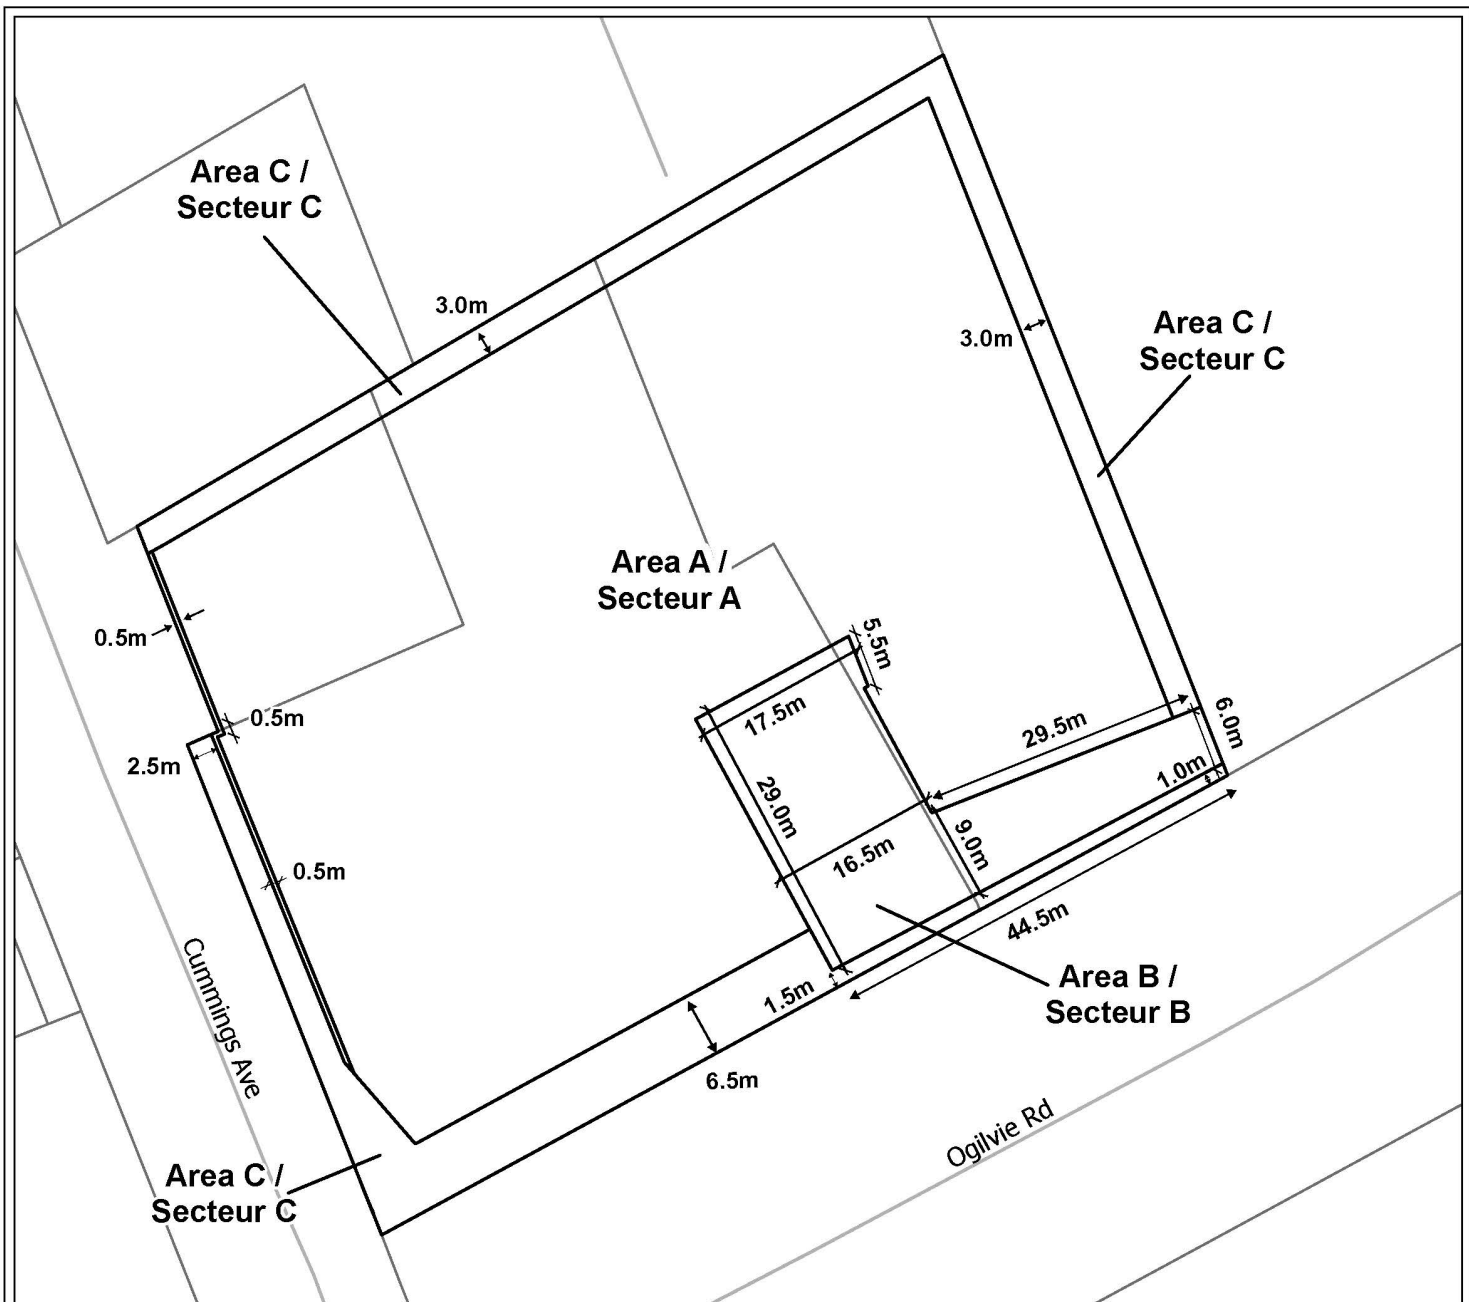 Area C /
Secteur C
3.0m
3.0m
Area C /
Secteur C
Area A /
Secteur A
0.5m
5.5m
0.5m
17.5m
29.5m
6.0m
2.5m
1.0m
29.0m
16.5m
9.0m
0.5m
44.5m
Cummings Ave
1.5m
Area B /
Secteur B
6.5m
Ogilvie Rd
Area C /
Secteur C